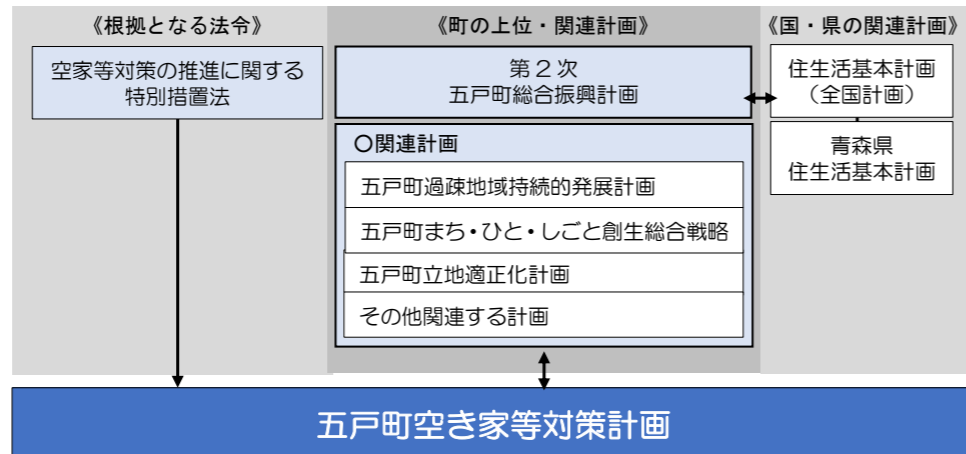 《根拠となる法令》
空家等対策の推進に関する
特別措置法
《町の上位・関連計画》
第2次
五戸町総合振興計画
〇関連計画
五戸町過疎地域持続的発展計画
五戸町まち・ひと・しごと創生総合戦略
五戸町立地適正化計画
その他関連する計画
《国・県の関連計画》
住生活基本計画
（全国計画）
青森県
住生活基本計画
五戸町空き家等対策計画